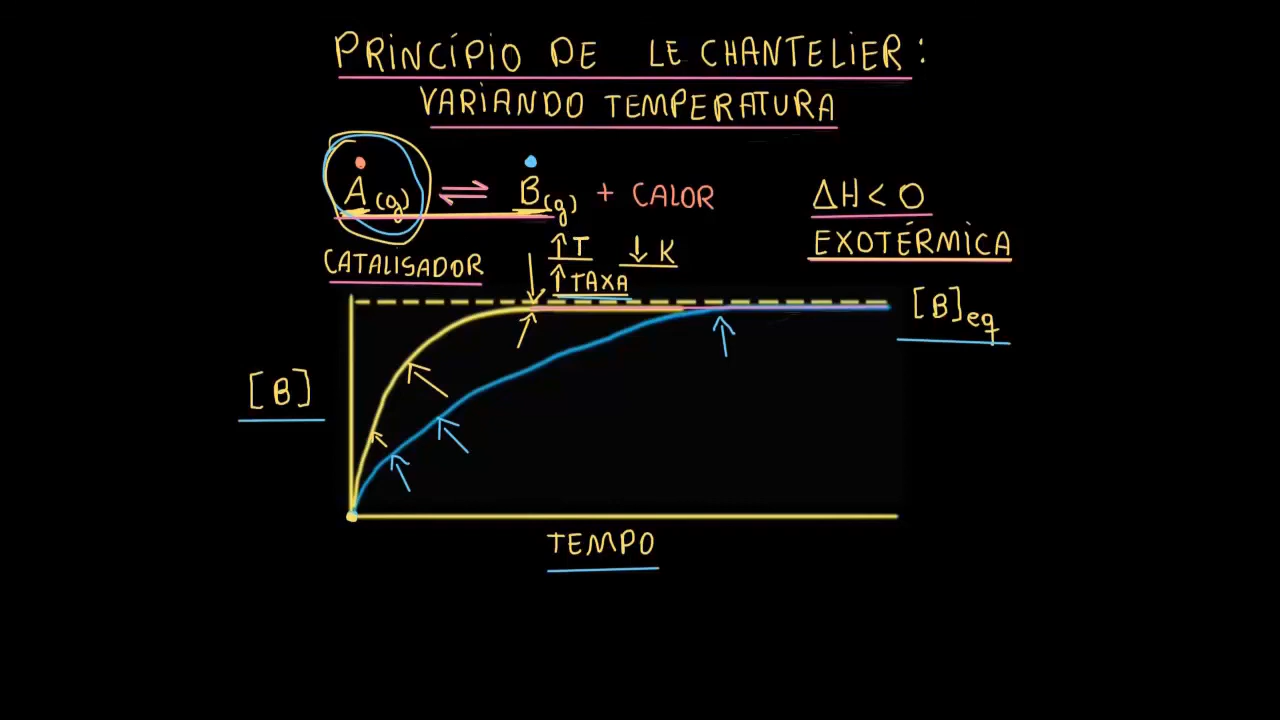 PRINCÍPIO DE LE CHANTELIER:
VARIANDO TEMPERATURA
A(g) ⇌ B(g) + CALOR
ΔH < 0
EXOTÉRMICA
CATALISADOR
↑T ↓K
↑TAXA
[B]eq
[B]
TEMPO